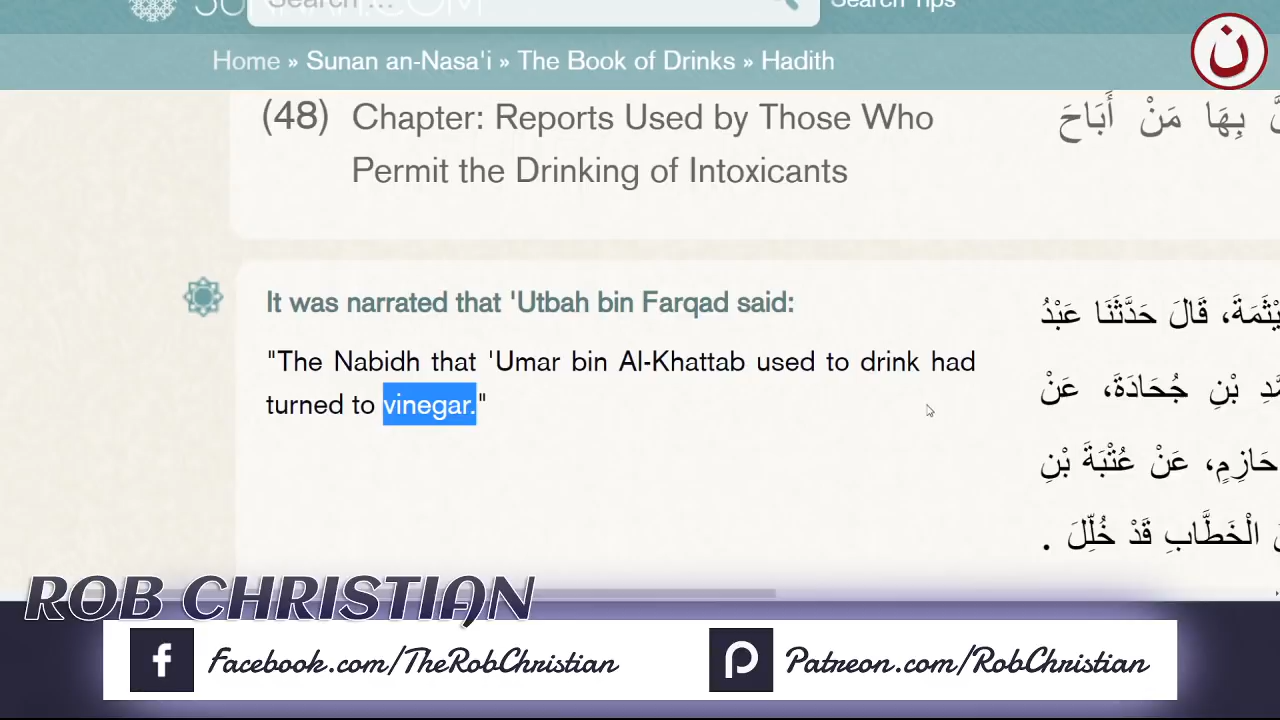 Search ...
Search Tips
ن
Home » Sunan an-Nasa'i » The Book of Drinks » Hadith
(48) Chapter: Reports Used by Those Who
بِهَا مَنْ أَبَاحَ
Permit the Drinking of Intoxicants
It was narrated that 'Utbah bin Farqad said:
قَالَ حَدَّثَنَا عَبْدُ
"The Nabidh that 'Umar bin Al-Khattab used to drink had
turned to vinegar."
بْنِ جُحَادَةَ، عَنْ
حَازِمٍ، عَنْ عُتْبَةَ بْنِ
الْخَطَّابِ قَدْ خُلِّلَ .
ROB CHRISTIAN
f Facebook.com/TheRobChristian
Patreon.com/RobChristian